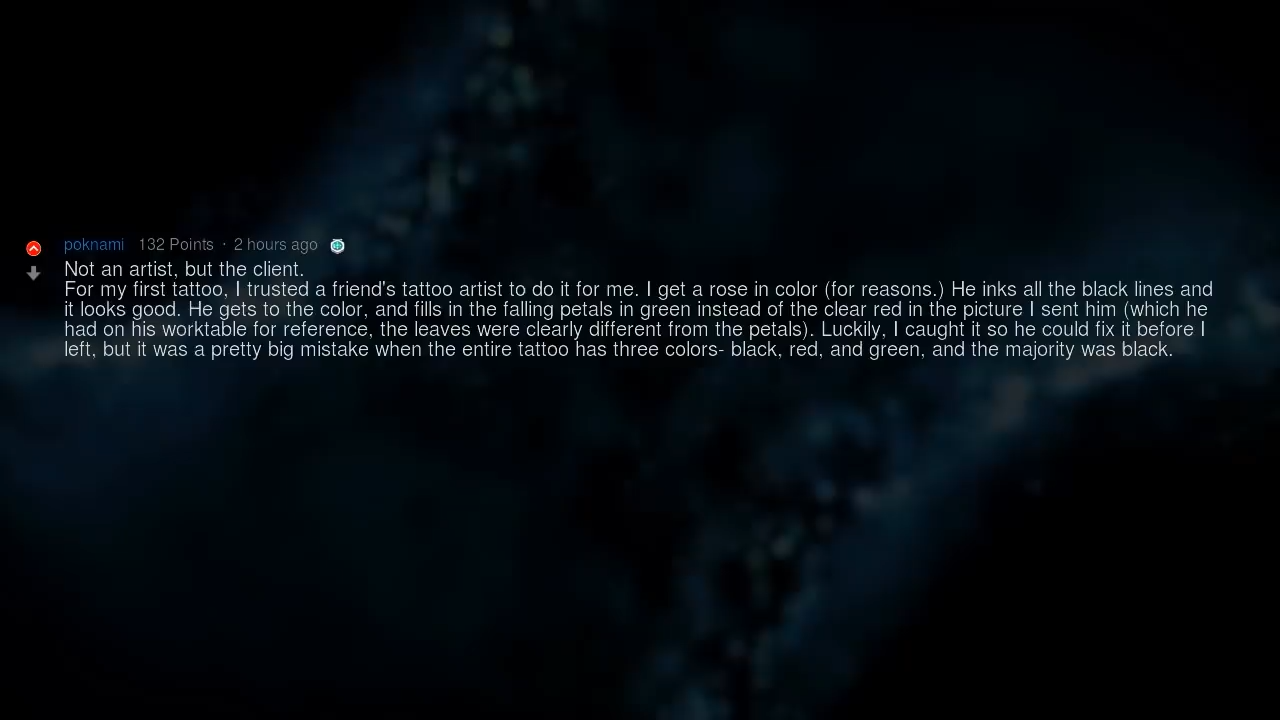 poknami 132 Points · 2 hours ago
Not an artist, but the client.
For my first tattoo, I trusted a friend's tattoo artist to do it for me. I get a rose in color (for reasons.) He inks all the black lines and
it looks good. He gets to the color, and fills in the falling petals in green instead of the clear red in the picture I sent him (which he
had on his worktable for reference, the leaves were clearly different from the petals). Luckily, I caught it so he could fix it before I
left, but it was a pretty big mistake when the entire tattoo has three colors- black, red, and green, and the majority was black.